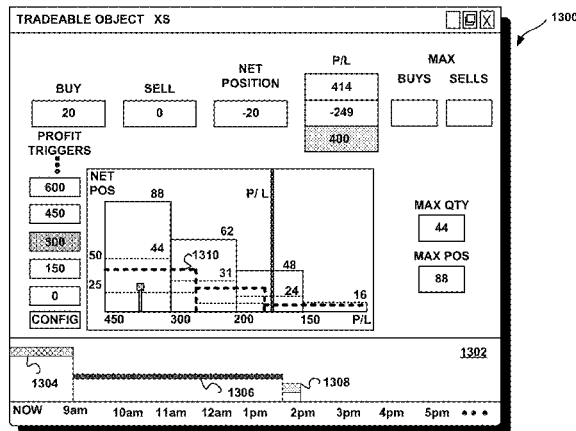 TRADEABLE OBJECT XS
1300
BUY
SELL
NET
POSITION
P/L
MAX
BUYS SELLS
20
0
-20
414
-249
400
PROFIT
TRIGGERS
600
450
300
150
0
CONFIG
NET
POS
88
P/L
62
44
1310
48
50
31
25
24
16
450 300 200 150 P/L
MAX QTY
44
MAX POS
88
1302
1304
1306
1308
NOW 9am 10am 11am 12am 1pm 2pm 3pm 4pm 5pm